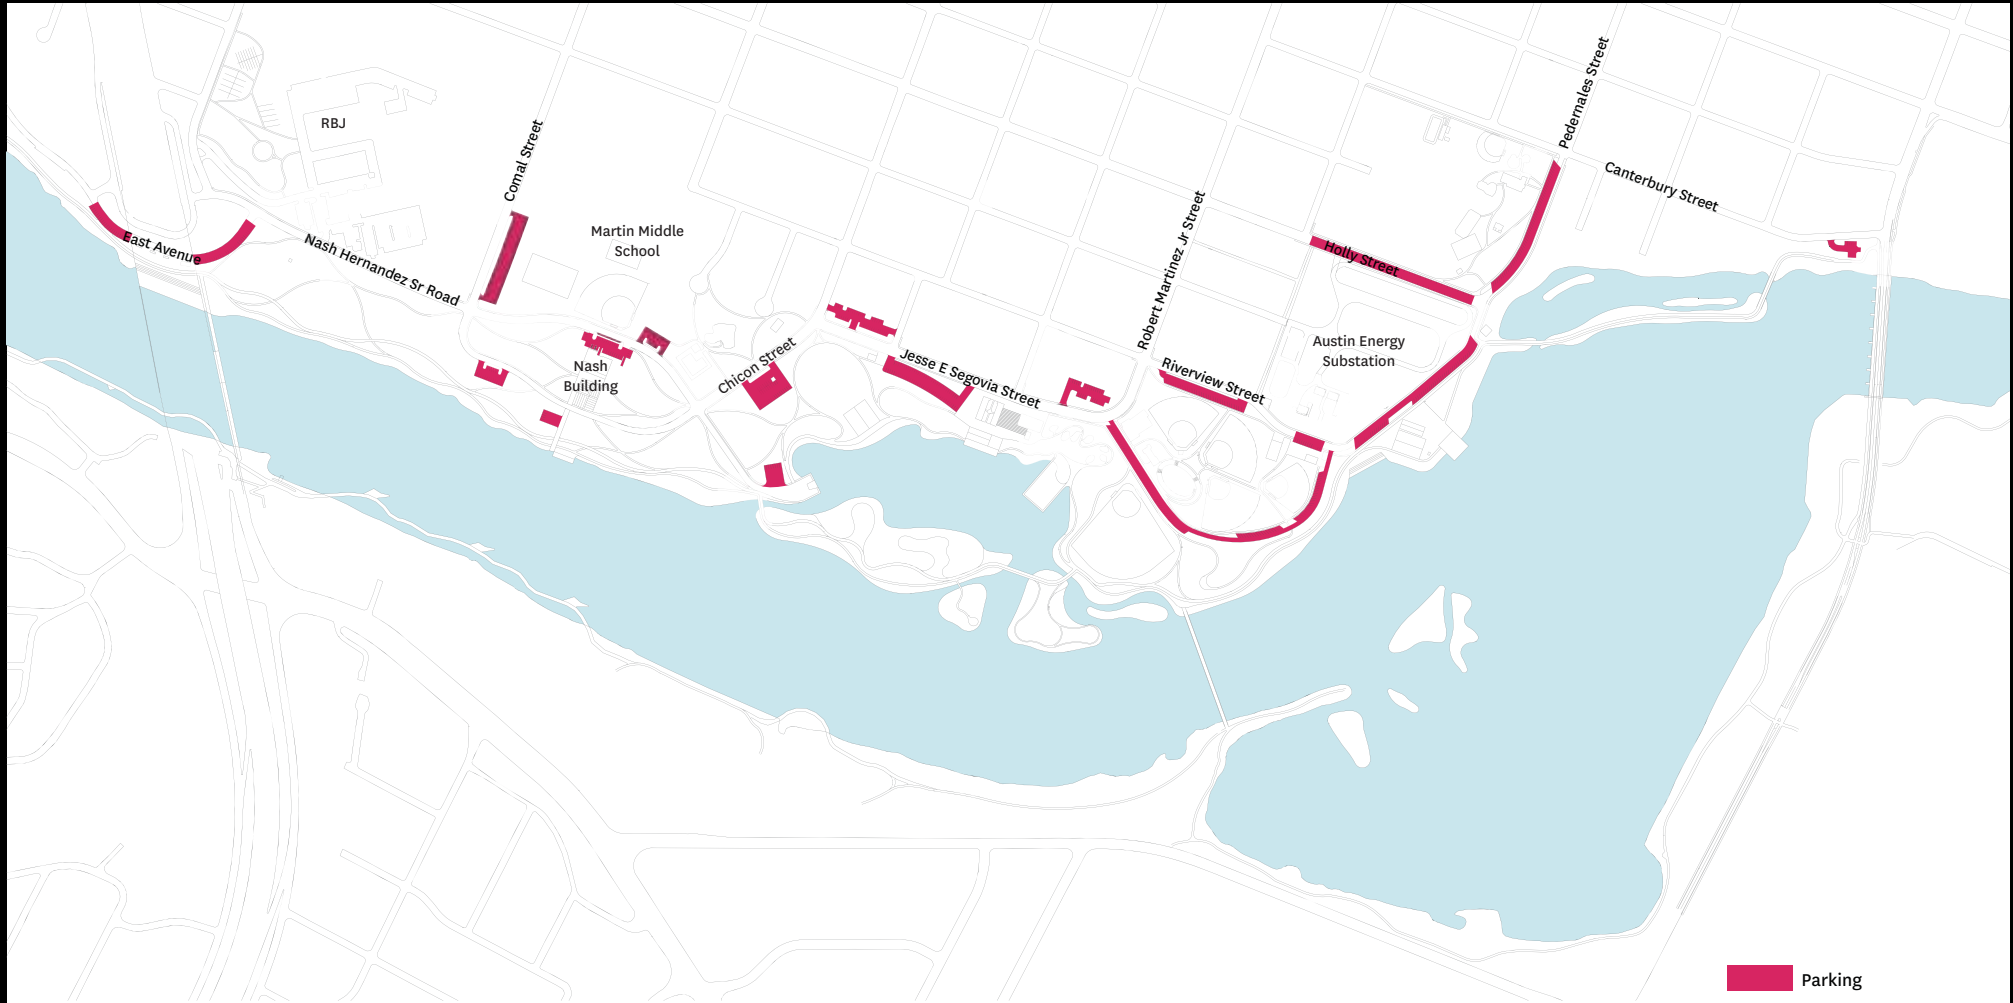 Pedernales Street
RBJ
Comal Street
Canterbury Street
Martin Middle
School
Robert Martinez Jr Street
East Avenue
Nash Hernandez Sr Road
Holly Street
Austin Energy
Substation
Nash
Building
Chicon Street
Jesse E Segovia Street
Riverview Street
Parking